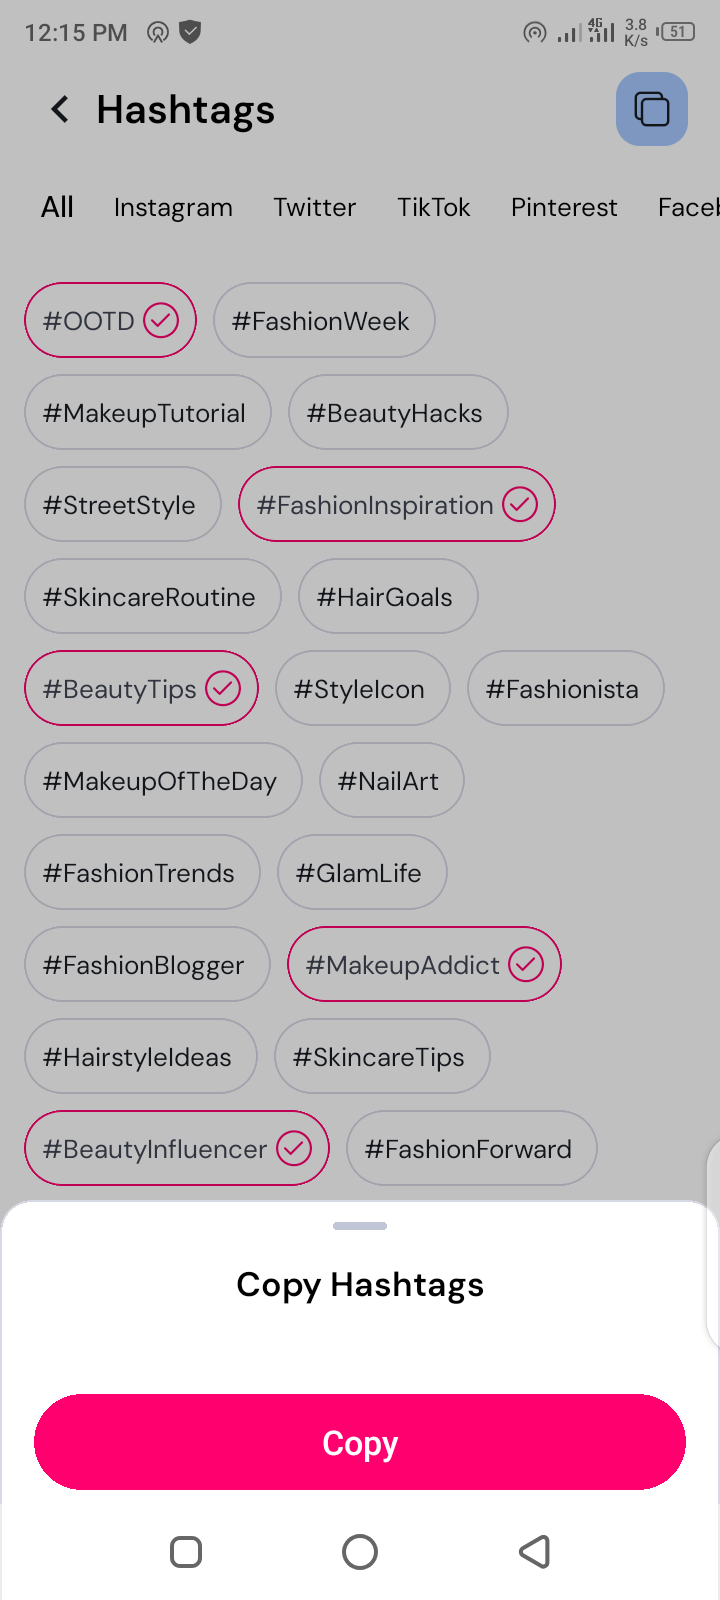 12:15 PM 4G 3.8 K/s 51
Hashtags
All Instagram Twitter TikTok Pinterest Faceb
#OOTD #FashionWeek
#MakeupTutorial #BeautyHacks
#StreetStyle #FashionInspiration
#SkincareRoutine #HairGoals
#BeautyTips #StyleIcon #Fashionista
#MakeupOfTheDay #NailArt
#FashionTrends #GlamLife
#FashionBlogger #MakeupAddict
#HairstyleIdeas #SkincareTips
#BeautyInfluencer #FashionForward
Copy Hashtags
Copy